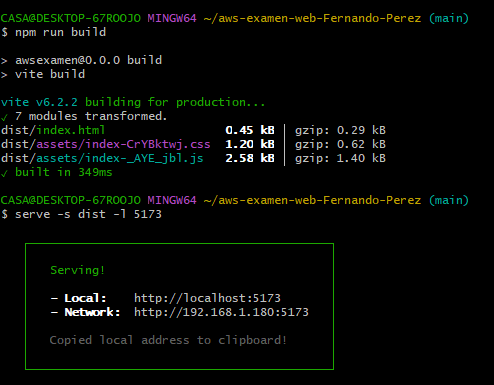 CASA@DESKTOP-67ROOJO MINGW64 ~/aws-examen-web-Fernando-Perez (main)
$ npm run build
> awsexamen@0.0.0 build
> vite build
vite v6.2.2 building for production...
✓ 7 modules transformed.
dist/index.html 0.45 kB │ gzip: 0.29 kB
dist/assets/index-CrYBktwj.css 1.20 kB │ gzip: 0.62 kB
dist/assets/index-_AYE_jbl.js 2.58 kB │ gzip: 1.40 kB
✓ built in 349ms
CASA@DESKTOP-67ROOJO MINGW64 ~/aws-examen-web-Fernando-Perez (main)
$ serve -s dist -l 5173
Serving!
– Local: http://localhost:5173
– Network: http://192.168.1.180:5173
Copied local address to clipboard!